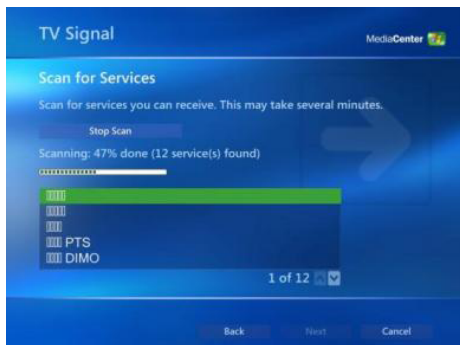 TV Signal
MediaCenter
Scan for Services
Scan for services you can receive. This may take several minutes.
Stop Scan
Scanning: 47% done (12 service(s) found)
PTS
DIMO
1 of 12
Back Next Cancel